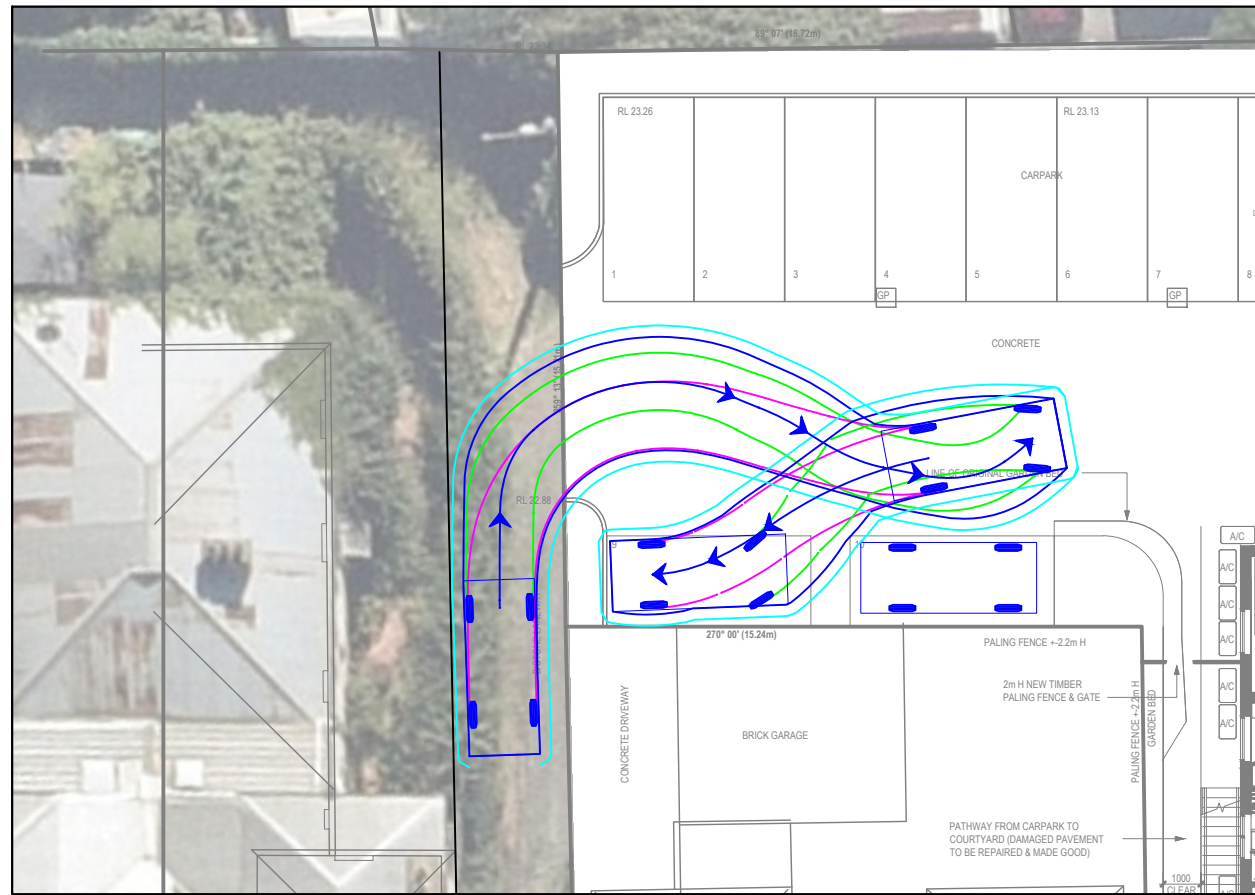 89° 07' (18.72m)
RL 23.26
RL 23.13
CARPARK
1
2
3
4
5
6
7
8
GP
GP
CONCRETE
LINE OF ORIGINAL GARDEN BED
RL 22.88
9
10
A/C
A/C
A/C
A/C
A/C
A/C
270° 00' (15.24m)
PALING FENCE +-2.2m H
2m H NEW TIMBER
PALING FENCE & GATE
PALING FENCE +-2.2m H
GARDEN BED
CONCRETE DRIVEWAY
BRICK GARAGE
PATHWAY FROM CARPARK TO
COURTYARD (DAMAGED PAVEMENT
TO BE REPAIRED & MADE GOOD)
1000
CLEAR